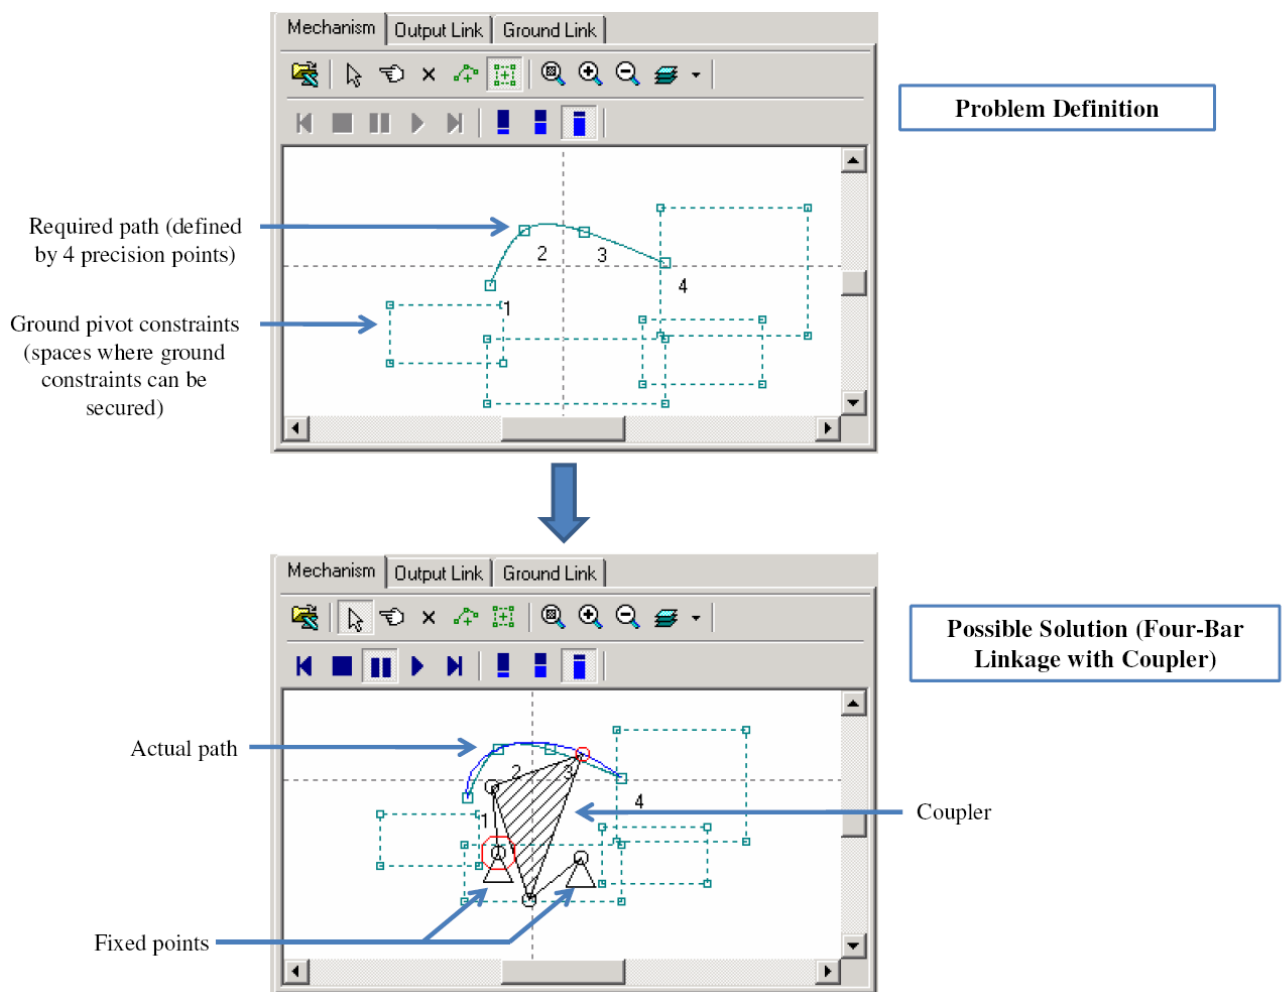 Mechanism
Output Link
Ground Link
Problem Definition
Required path (defined
by 4 precision points)
2
3
4
1
Ground pivot constraints
(spaces where ground
constraints can be
secured)
Mechanism
Output Link
Ground Link
Possible Solution (Four-Bar
Linkage with Coupler)
Actual path
2
3
4
1
Coupler
Fixed points